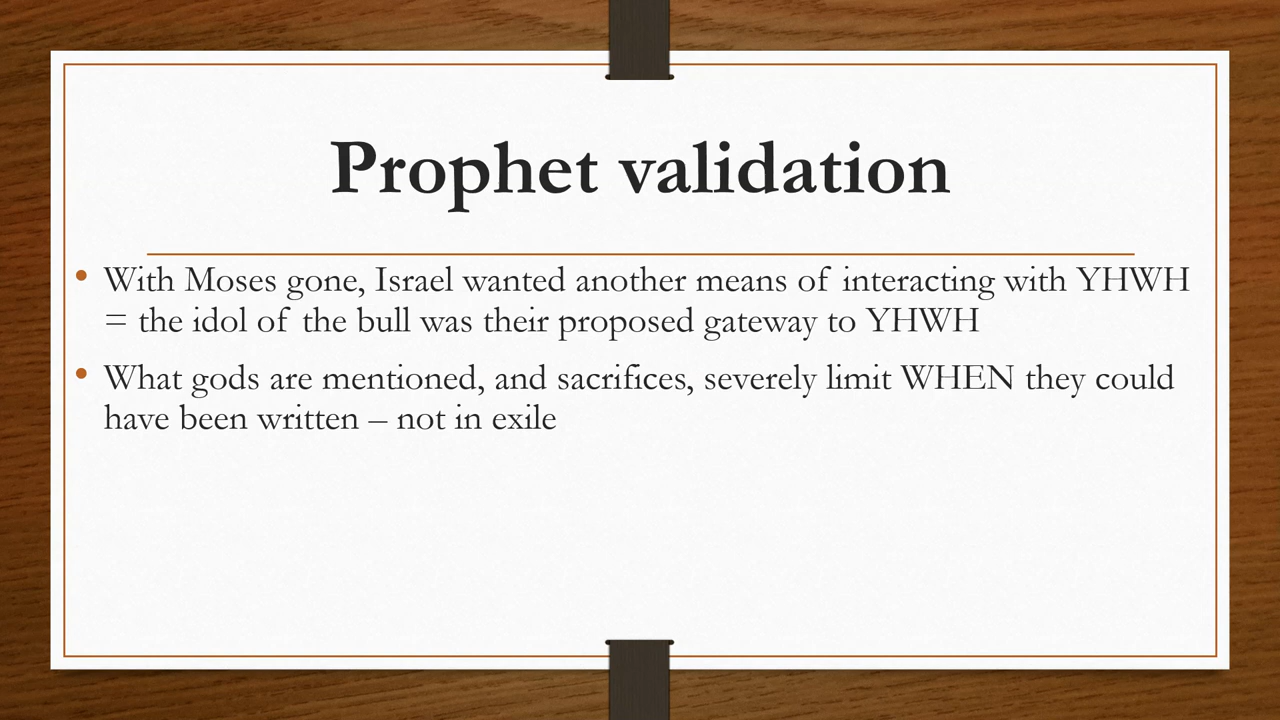 Prophet validation
• With Moses gone, Israel wanted another means of interacting with YHWH
= the idol of the bull was their proposed gateway to YHWH
• What gods are mentioned, and sacrifices, severely limit WHEN they could
have been written – not in exile